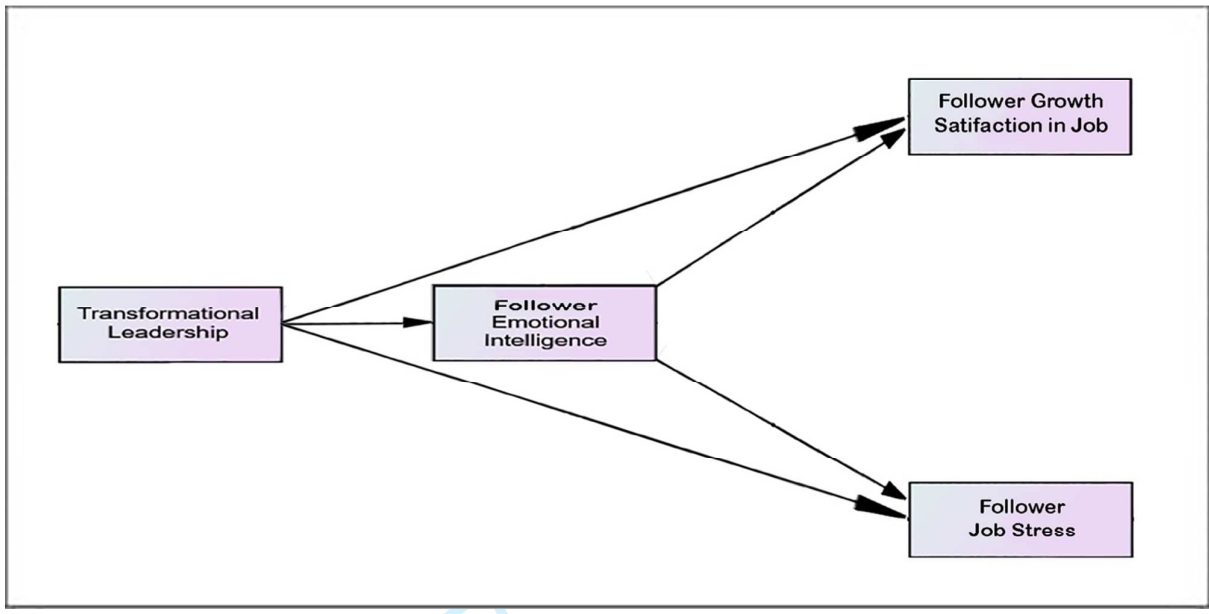 Follower Growth
Satifaction in Job
Transformational
Leadership
Follower
Emotional
Intelligence
Follower
Job Stress